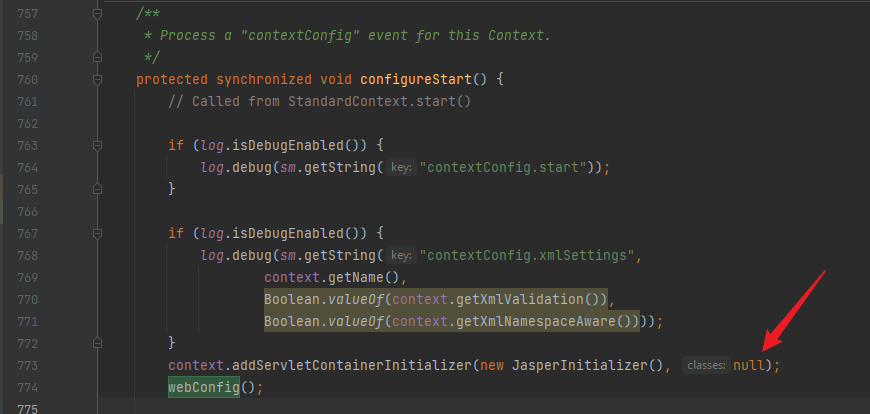 757 /**
758 * Process a "contextConfig" event for this Context.
759 */
760 protected synchronized void configureStart() {
761 // Called from StandardContext.start()
762
763 if (log.isDebugEnabled()) {
764 log.debug(sm.getString( key: "contextConfig.start"));
765 }
766
767 if (log.isDebugEnabled()) {
768 log.debug(sm.getString( key: "contextConfig.xmlSettings",
769 context.getName(),
770 Boolean.valueOf(context.getXmlValidation()),
771 Boolean.valueOf(context.getXmlNamespaceAware())));
772 }
773 context.addServletContainerInitializer(new JasperInitializer(), classes: null);
774 webConfig();
775